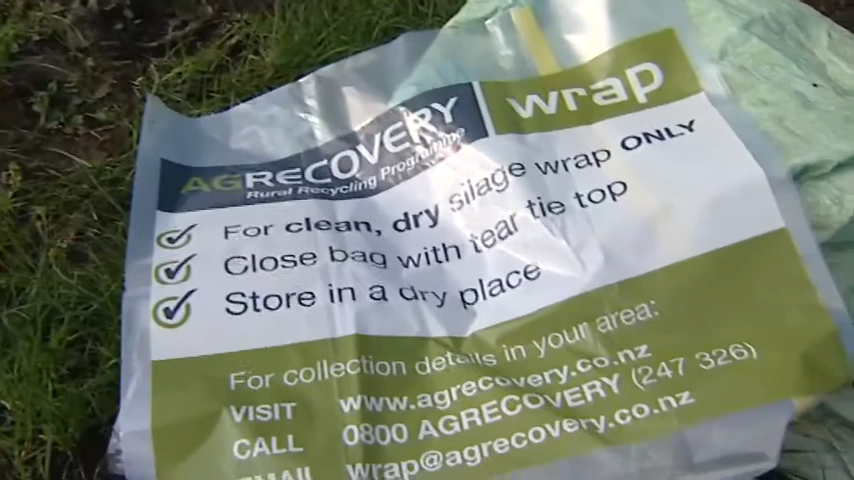 AGRECOVERY wrap
Rural Recycling Programme
For clean, dry silage wrap ONLY
Close bag with tear tie top
Store in a dry place
For collection details in your area:
VISIT www.agrecovery.co.nz
CALL 0800 AGRECOVERY (247 326)
EMAIL wrap@agrecovery.co.nz